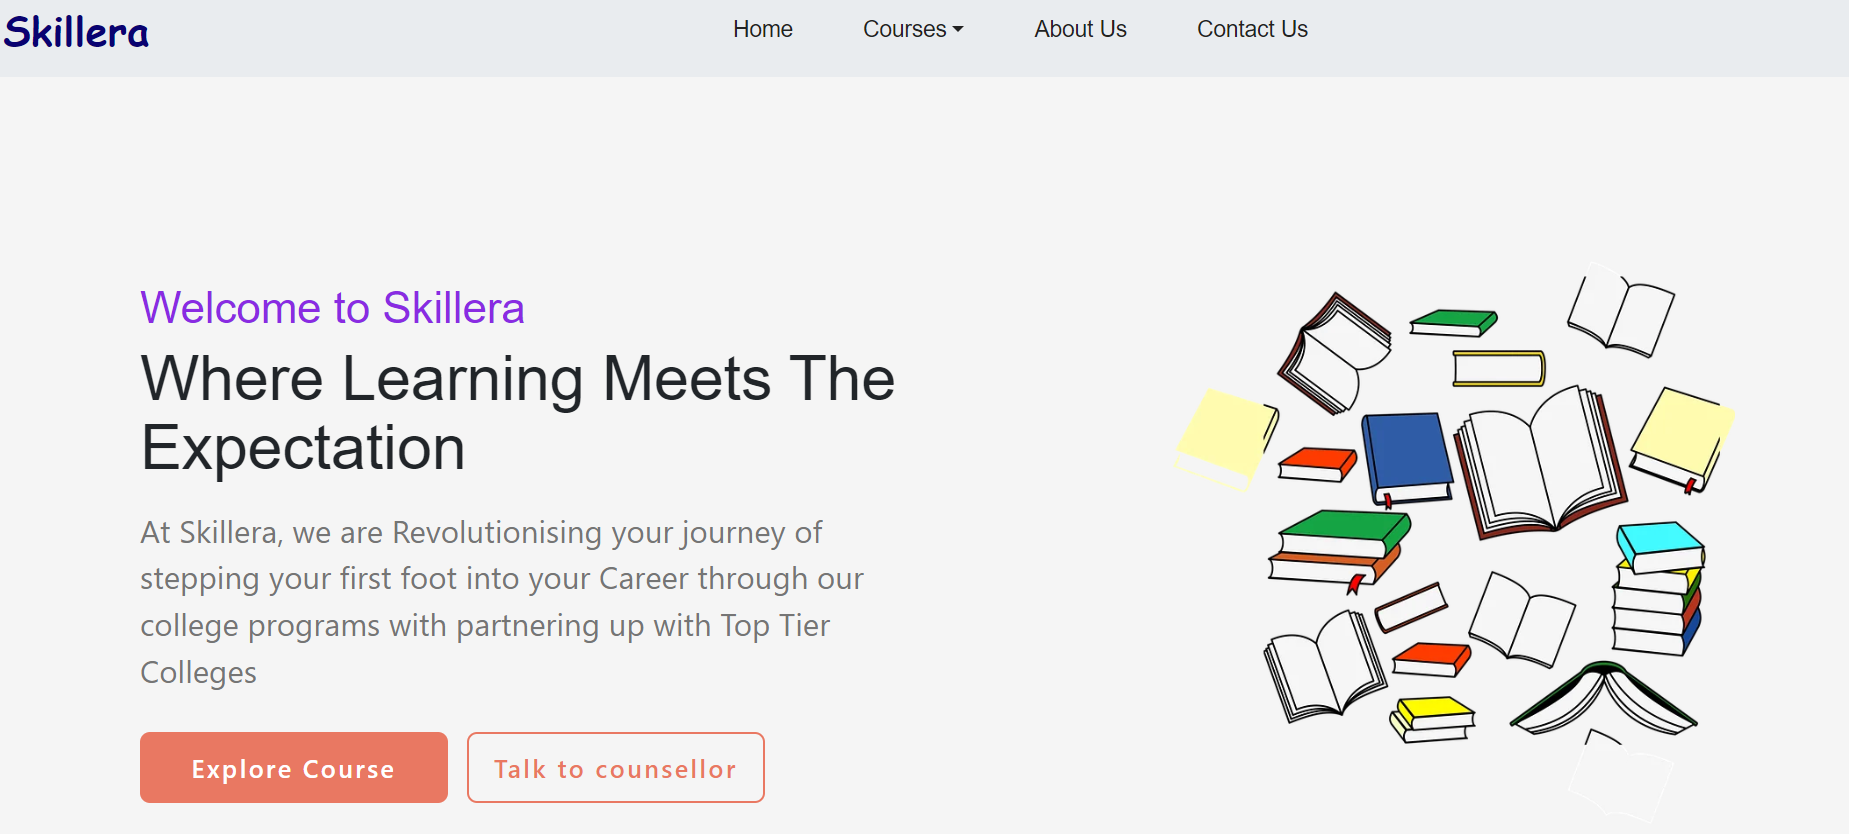 Skillera
Home
Courses
About Us
Contact Us
Welcome to Skillera
Where Learning Meets The
Expectation
At Skillera, we are Revolutionising your journey of
stepping your first foot into your Career through our
college programs with partnering up with Top Tier
Colleges
Explore Course
Talk to counsellor